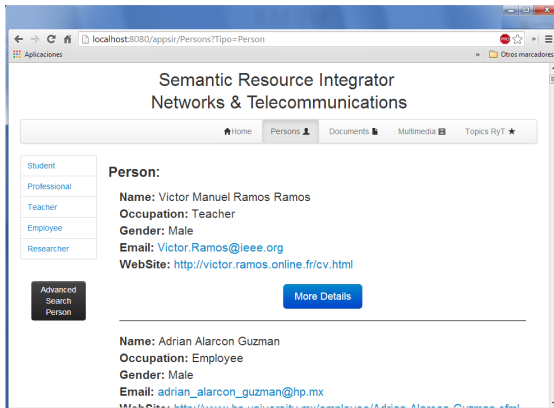 localhost:8080/appsir/Persons?Tipo=Person
Aplicaciones
»
Otros marcadores
Semantic Resource Integrator
Networks & Telecommunications
Home
Persons
Documents
Multimedia
Topics RyT ★
Student
Professional
Teacher
Employee
Researcher
Advanced
Search
Person
Person:
Name: Victor Manuel Ramos Ramos
Occupation: Teacher
Gender: Male
Email: Victor.Ramos@ieee.org
WebSite: http://victor.ramos.online.fr/cv.html
More Details
Name: Adrian Alarcon Guzman
Occupation: Employee
Gender: Male
Email: adrian_alarcon_guzman@hp.mx
WebSite: